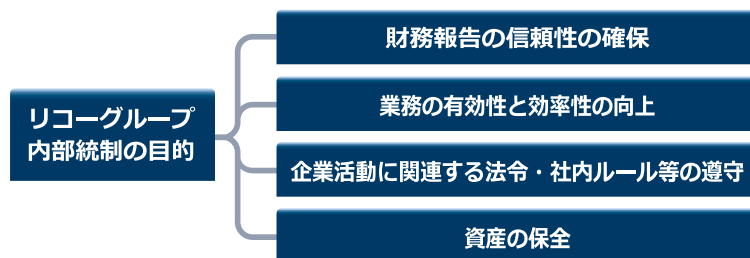 リコーグループ
内部統制の目的
財務報告の信頼性の確保
業務の有効性と効率性の向上
企業活動に関連する法令・社内ルール等の遵守
資産の保全